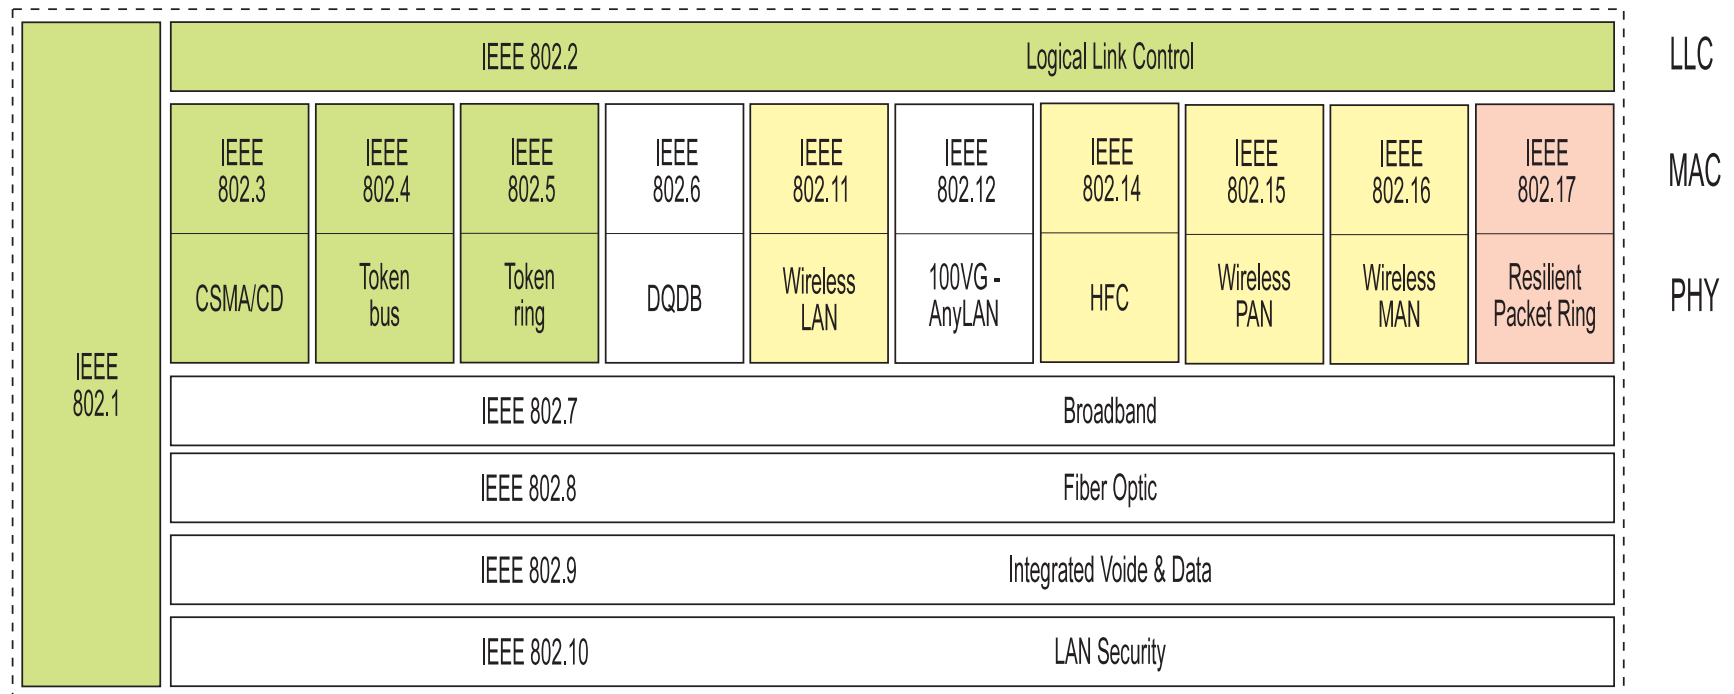 IEEE 802.2 Logical Link Control
LLC
IEEE
802.3
IEEE
802.4
IEEE
802.5
IEEE
802.6
IEEE
802.11
IEEE
802.12
IEEE
802.14
IEEE
802.15
IEEE
802.16
IEEE
802.17
MAC
CSMA/CD
Token
bus
Token
ring
DQDB
Wireless
LAN
100VG -
AnyLAN
HFC
Wireless
PAN
Wireless
MAN
Resilient
Packet Ring
PHY
IEEE
802.1
IEEE 802.7 Broadband
IEEE 802.8 Fiber Optic
IEEE 802.9 Integrated Voide & Data
IEEE 802.10 LAN Security